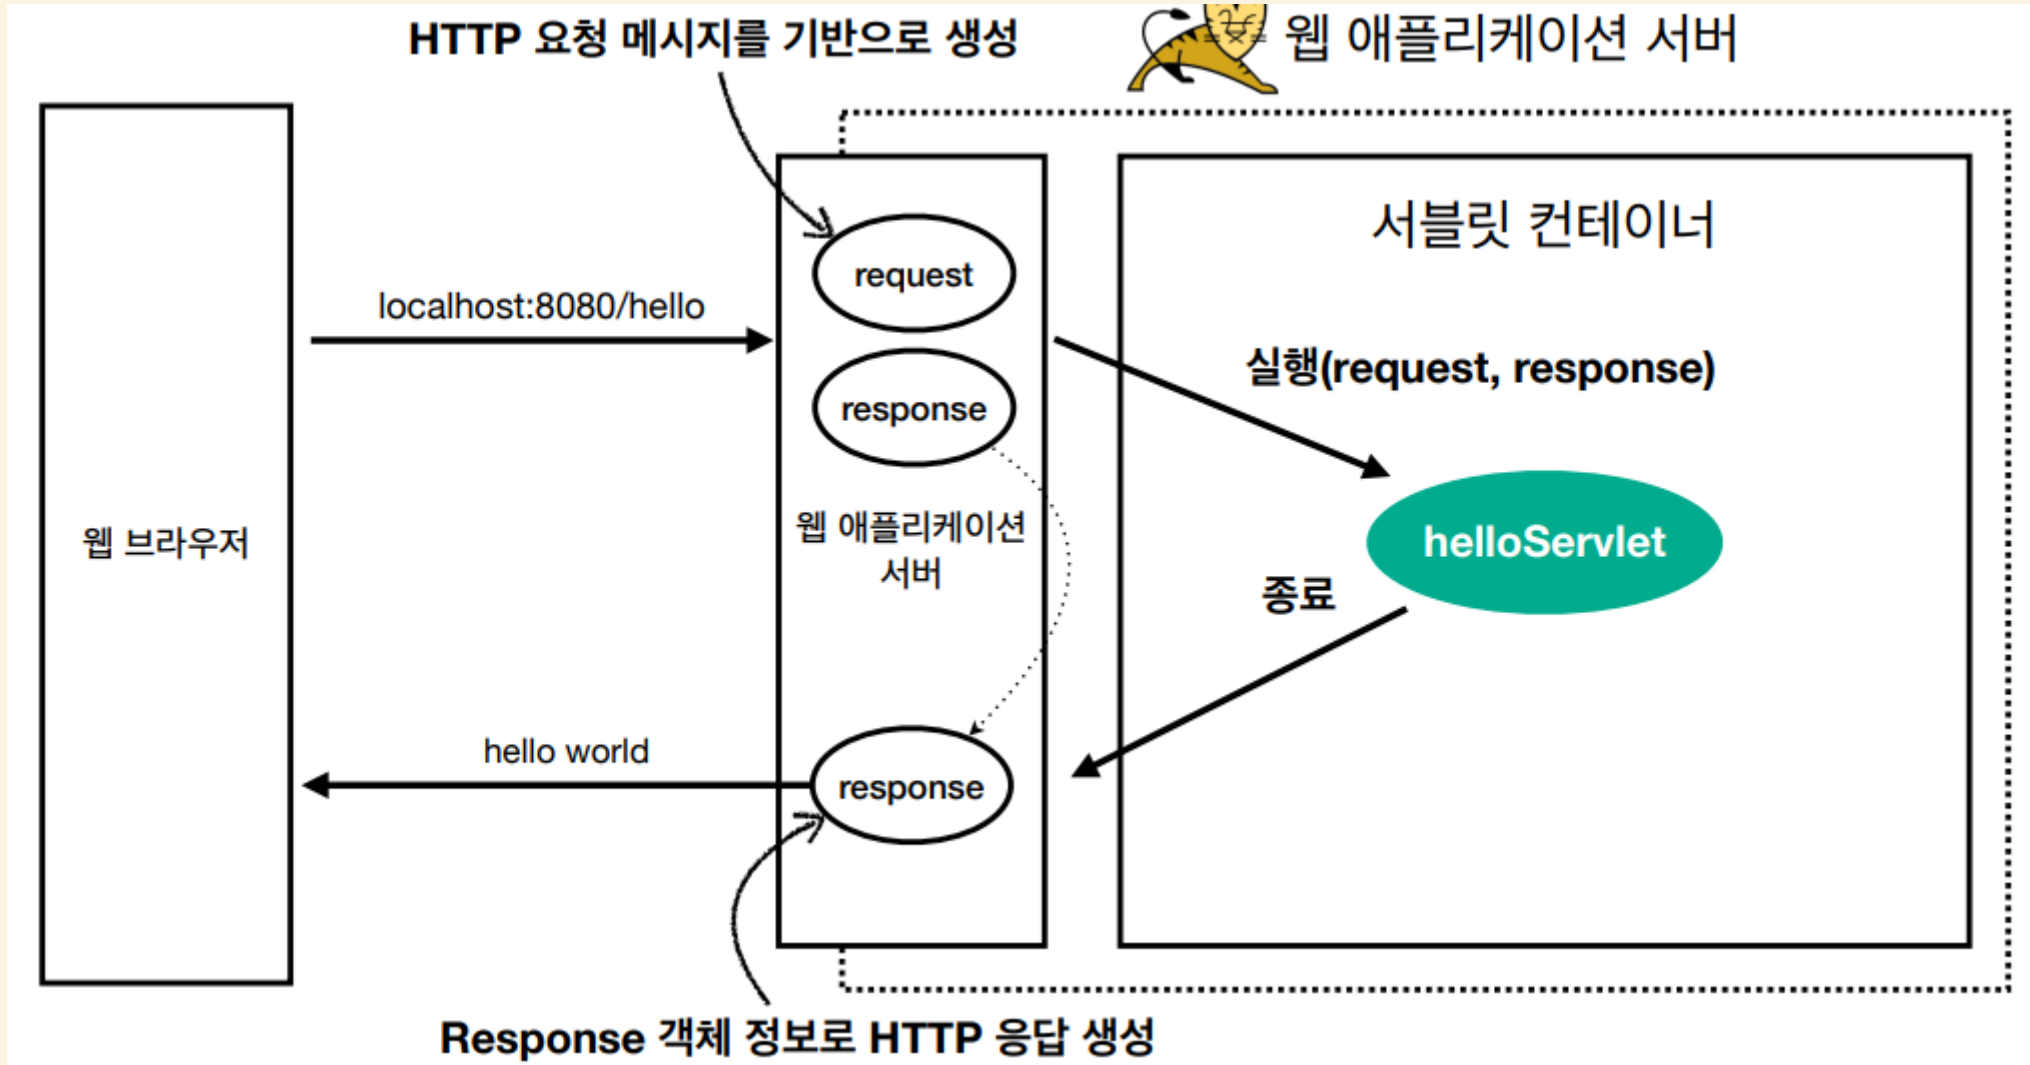 HTTP 요청 메시지를 기반으로 생성
웹 애플리케이션 서버
서블릿 컨테이너
request
localhost:8080/hello
실행(request, response)
response
웹 애플리케이션
서버
웹 브라우저
helloServlet
종료
hello world
response
Response 객체 정보로 HTTP 응답 생성